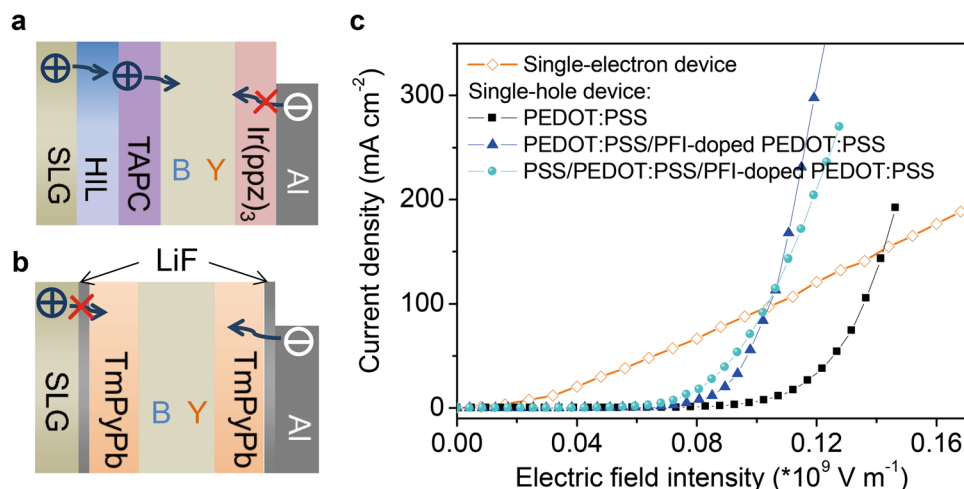 a
SLG
HIL
TAPC
B Y
Ir(ppz)3
Al
b
LiF
SLG
TmPyPb
B Y
TmPyPb
Al
c
Current density (mA cm⁻²)
300
200
100
0
Single-electron device
Single-hole device:
PEDOT:PSS
PEDOT:PSS/PFI-doped PEDOT:PSS
PSS/PEDOT:PSS/PFI-doped PEDOT:PSS
0.00 0.04 0.08 0.12 0.16
Electric field intensity (*10⁹ V m⁻¹)